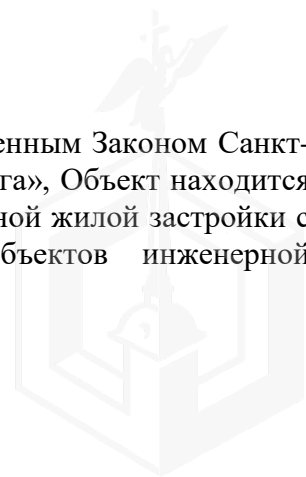 енным Законом Санкт-
га», Объект находится
ной жилой застройки с
бъектов инженерной